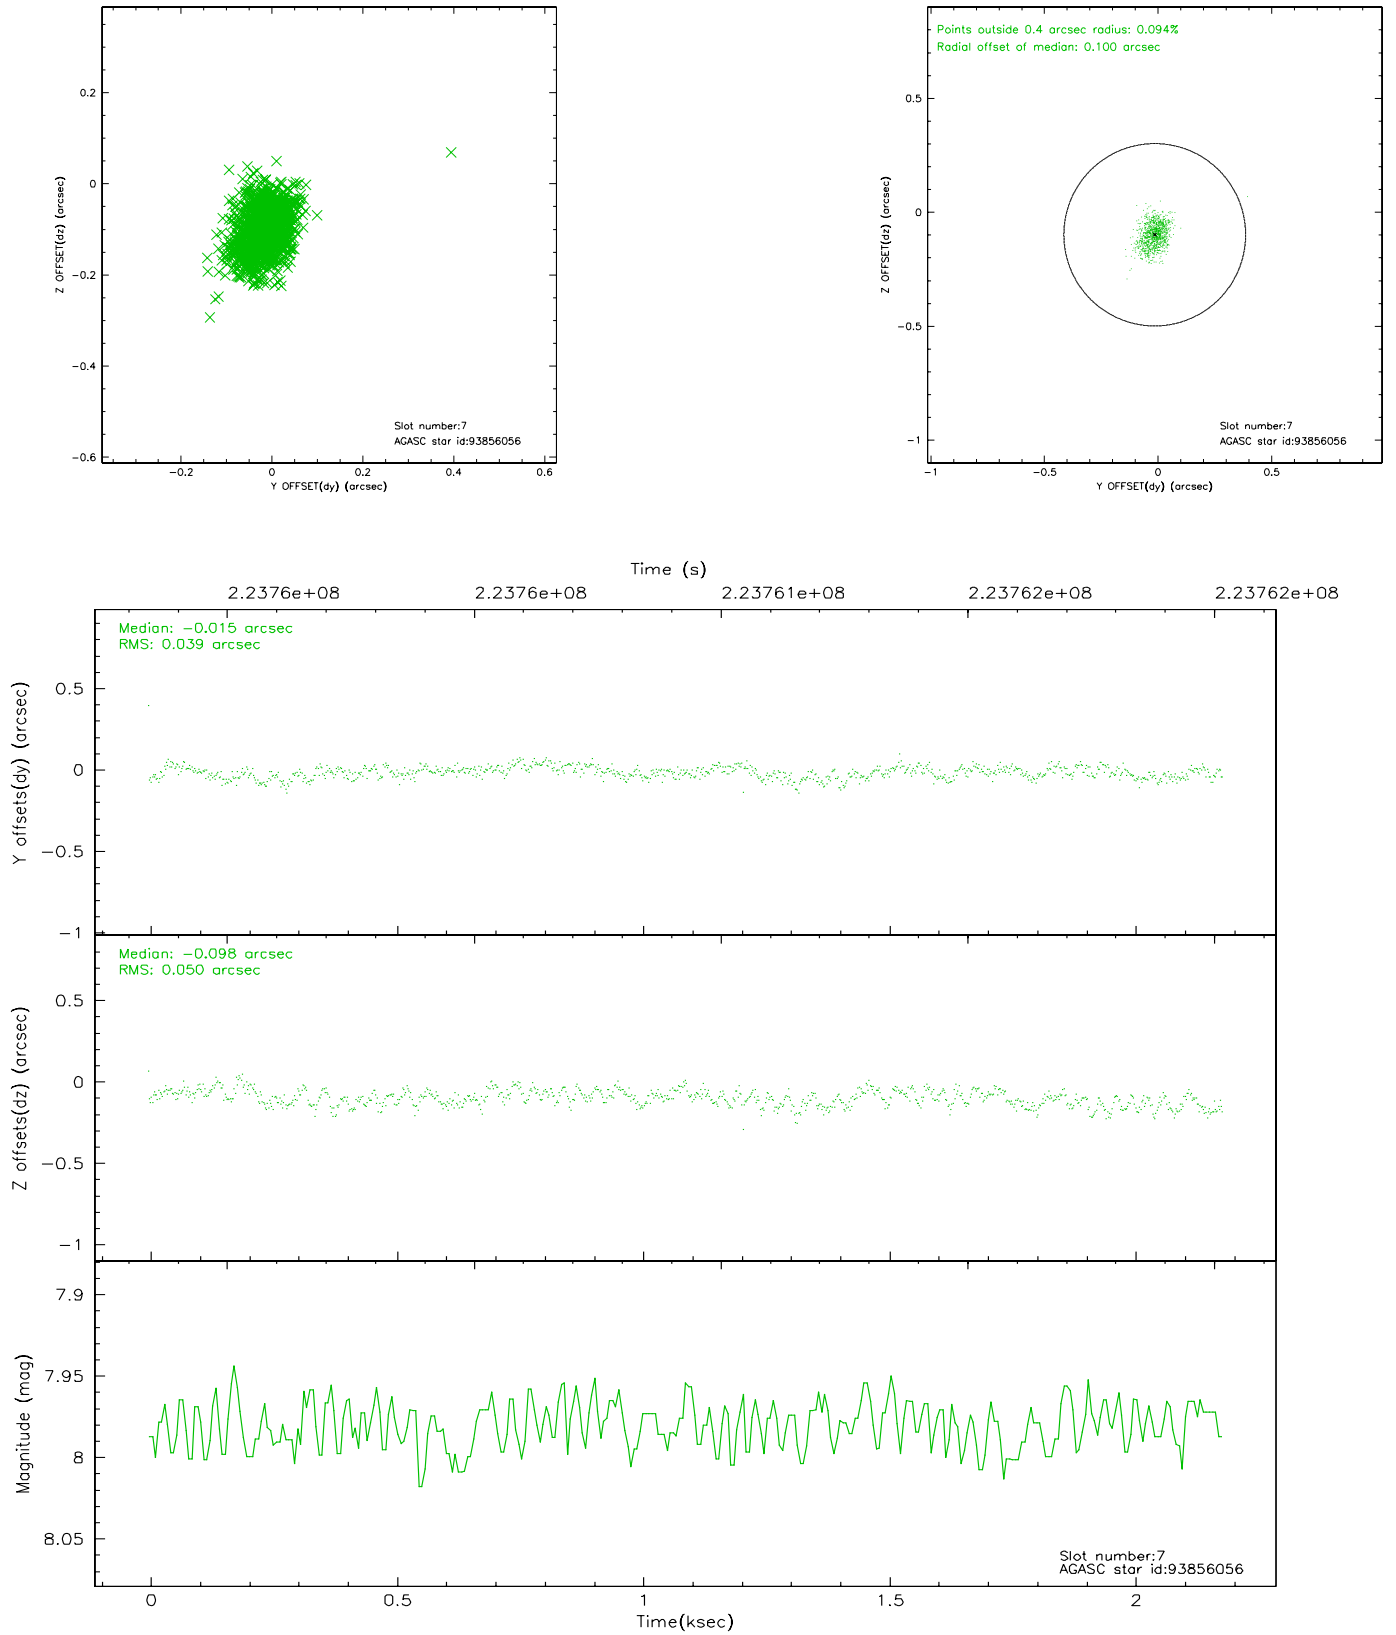 0.2
0
−0.2
−0.4
−0.6
Z OFFSET(dz) (arcsec)
Slot number:7
AGASC star id:93856056
−0.2 0 0.2 0.4 0.6
Y OFFSET(dy) (arcsec)
Points outside 0.4 arcsec radius: 0.094%
Radial offset of median: 0.100 arcsec
0.5
0
−0.5
−1
Z OFFSET(dz) (arcsec)
Slot number:7
AGASC star id:93856056
−1 −0.5 0 0.5
Y OFFSET(dy) (arcsec)
Time (s)
2.2376e+08 2.2376e+08 2.23761e+08 2.23762e+08 2.23762e+08
Median: −0.015 arcsec
RMS: 0.039 arcsec
0.5
0
−0.5
−1
Y offsets(dy) (arcsec)
Median: −0.098 arcsec
RMS: 0.050 arcsec
0.5
0
−0.5
−1
Z offsets(dz) (arcsec)
7.9
7.95
8
8.05
Magnitude (mag)
Slot number:7
AGASC star id:93856056
0 0.5 1 1.5 2
Time(ksec)